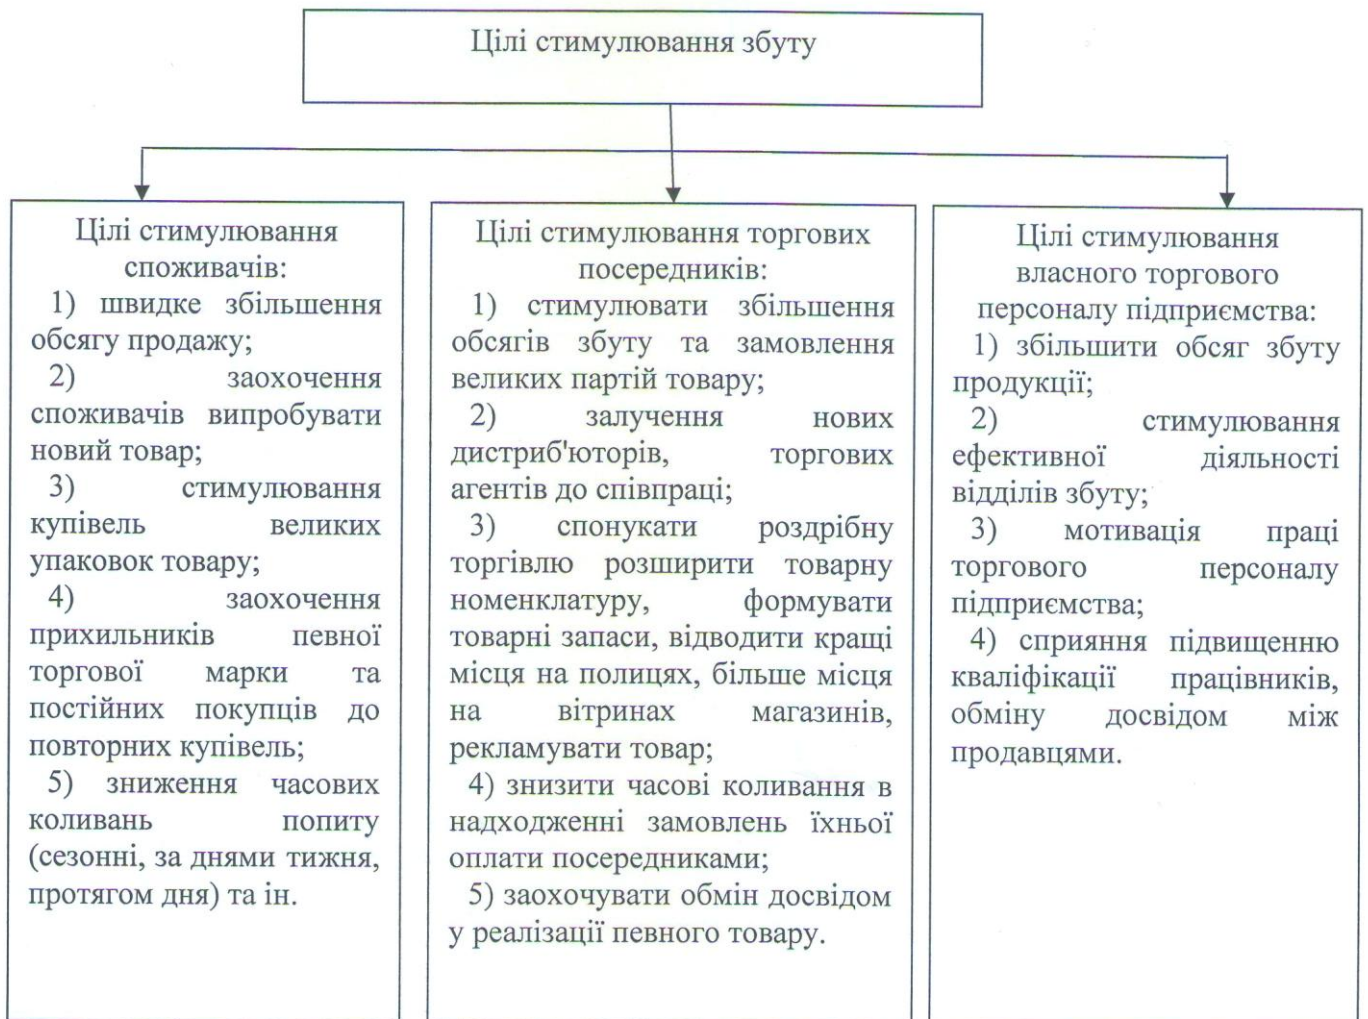 Цілі стимулювання збуту
Цілі стимулювання
споживачів:
1) швидке збільшення
обсягу продажу;
2) заохочення
споживачів випробувати
новий товар;
3) стимулювання
купівель великих
упаковок товару;
4) заохочення
прихильників певної
торгової марки та
постійних покупців до
повторних купівель;
5) зниження часових
коливань попиту
(сезонні, за днями тижня,
протягом дня) та ін.
Цілі стимулювання торгових
посередників:
1) стимулювати збільшення
обсягів збуту та замовлення
великих партій товару;
2) залучення нових
дистриб'юторів, торгових
агентів до співпраці;
3) спонукати роздрібну
торгівлю розширити товарну
номенклатуру, формувати
товарні запаси, відводити кращі
місця на полицях, більше місця
на вітринах магазинів,
рекламувати товар;
4) знизити часові коливання в
надходженні замовлень їхньої
оплати посередниками;
5) заохочувати обмін досвідом
у реалізації певного товару.
Цілі стимулювання
власного торгового
персоналу підприємства:
1) збільшити обсяг збуту
продукції;
2) стимулювання
ефективної діяльності
відділів збуту;
3) мотивація праці
торгового персоналу
підприємства;
4) сприяння підвищенню
кваліфікації працівників,
обміну досвідом між
продавцями.